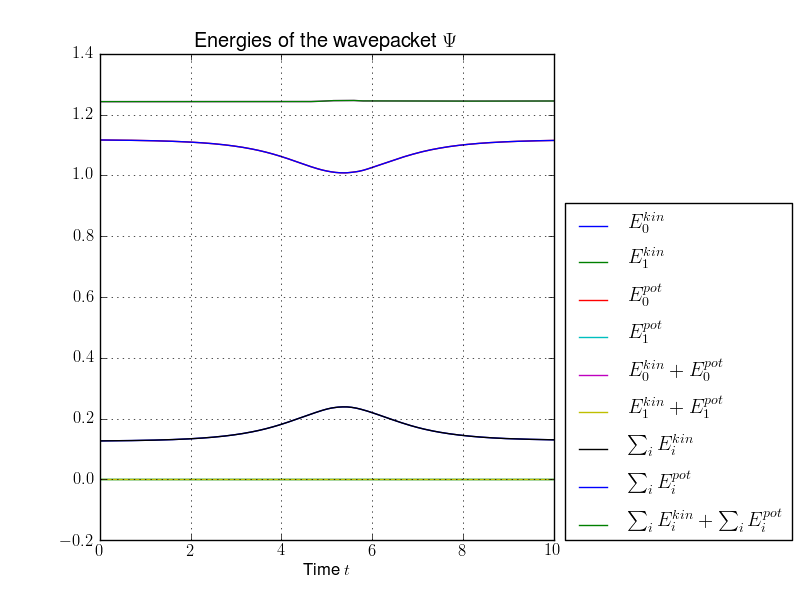 Energies of the wavepacket Ψ
1.4
1.2
1.0
0.8
0.6
0.4
0.2
0.0
−0.2
0 2 4 6 8 10
Time t
E_0^{kin}
E_1^{kin}
E_0^{pot}
E_1^{pot}
E_0^{kin} + E_0^{pot}
E_1^{kin} + E_1^{pot}
∑_i E_i^{kin}
∑_i E_i^{pot}
∑_i E_i^{kin} + ∑_i E_i^{pot}